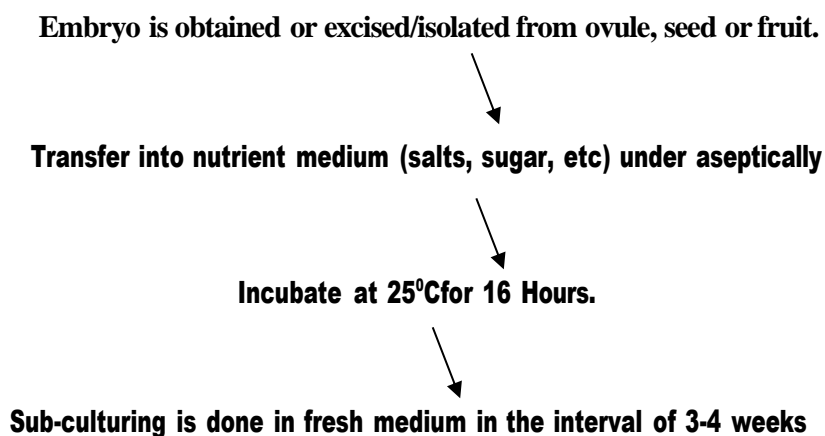 Embryo is obtained or excised/isolated from ovule, seed or fruit.
Transfer into nutrient medium (salts, sugar, etc) under aseptically
Incubate at 25⁰Cfor 16 Hours.
Sub-culturing is done in fresh medium in the interval of 3-4 weeks